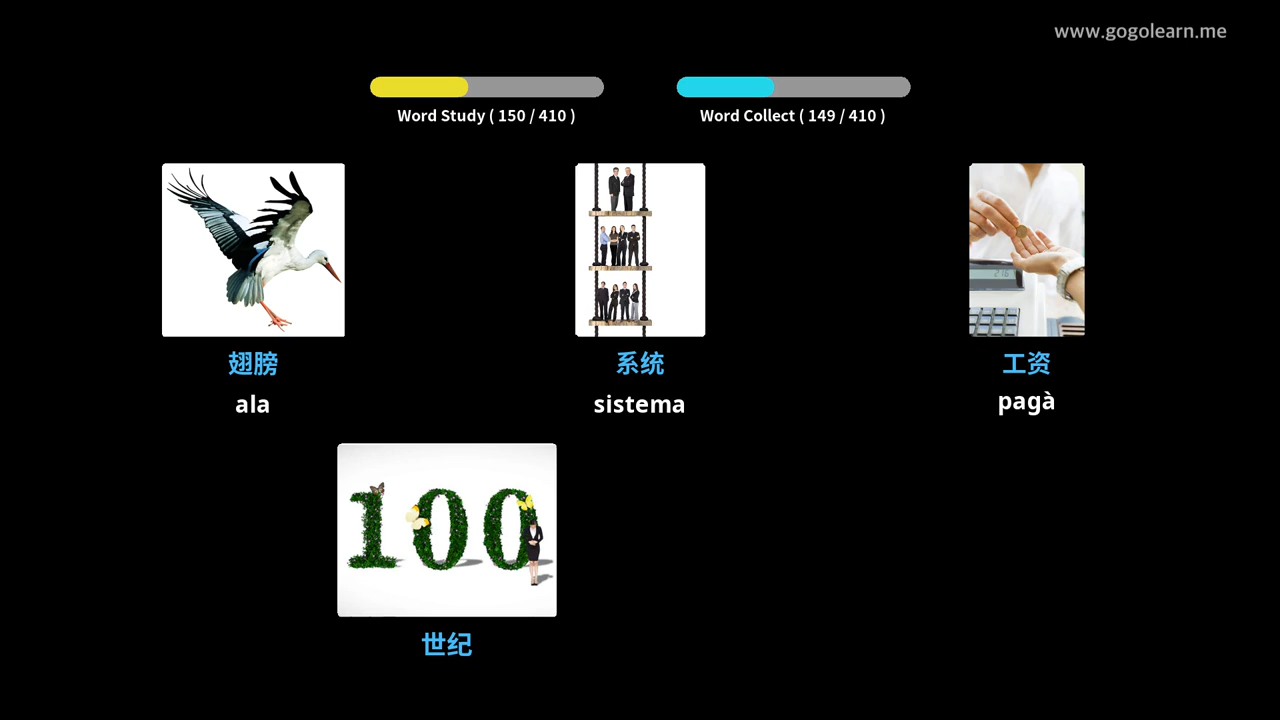 www.gogolearn.me
Word Study ( 150 / 410 )
Word Collect ( 149 / 410 )
翅膀
系统
工资
ala
sistema
pagà
100
世纪